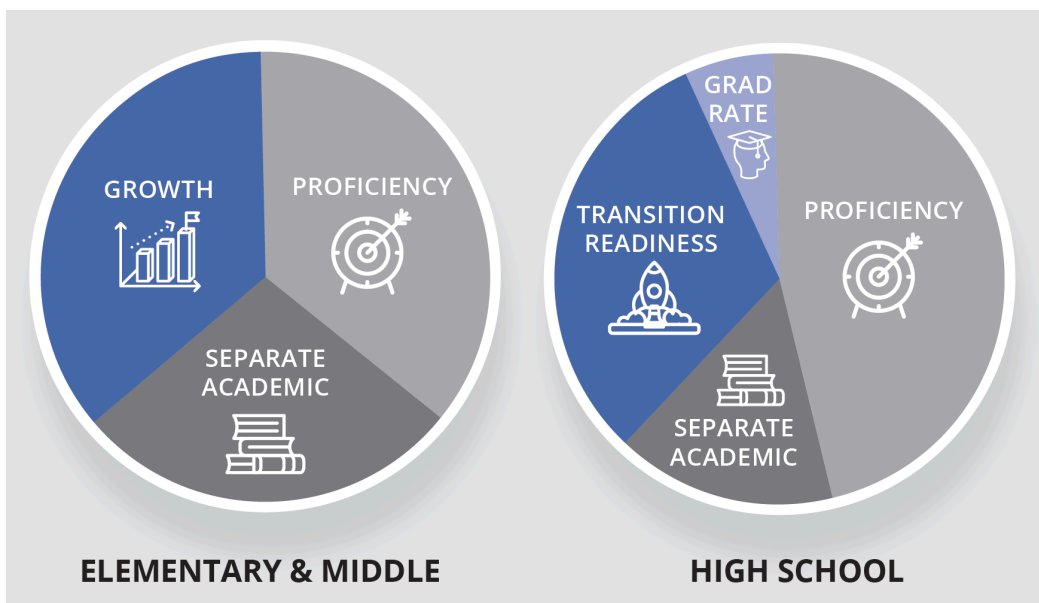 GROWTH
PROFICIENCY
SEPARATE
ACADEMIC
ELEMENTARY & MIDDLE
GRAD
RATE
TRANSITION
READINESS
PROFICIENCY
SEPARATE
ACADEMIC
HIGH SCHOOL